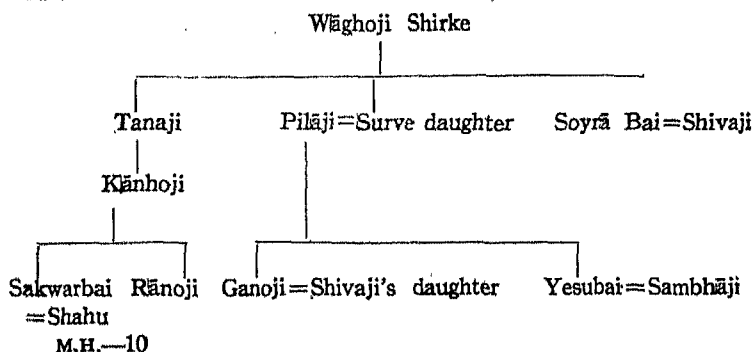 Wāghoji Shirke
Tanaji Pilāji=Surve daughter Soyrā Bai=Shivaji
Kānhoji
Sakwarbai Rānoji Ganoji=Shivaji's daughter Yesubai=Sambhāji
=Shahu
M.H.—10